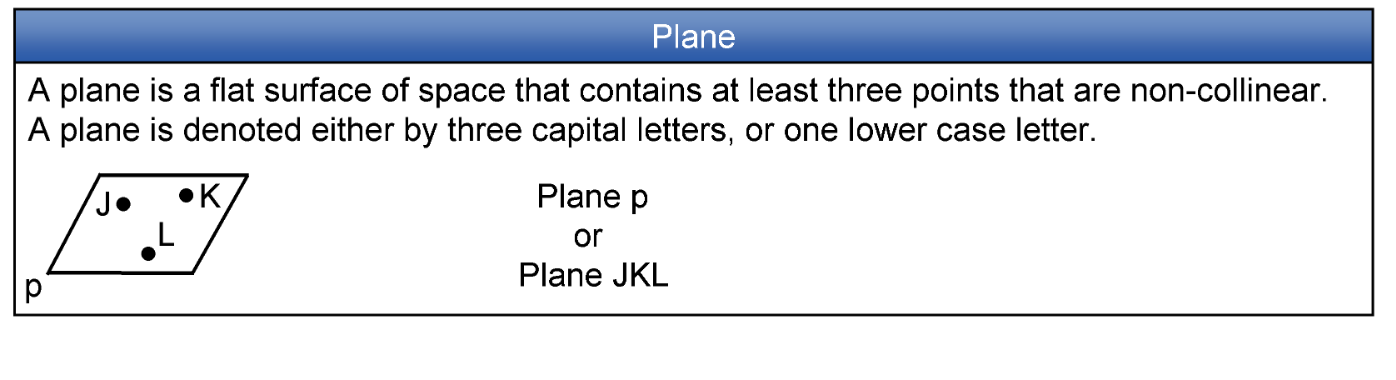 Plane
A plane is a flat surface of space that contains at least three points that are non-collinear.
A plane is denoted either by three capital letters, or one lower case letter.
J
K
L
p
Plane p
or
Plane JKL